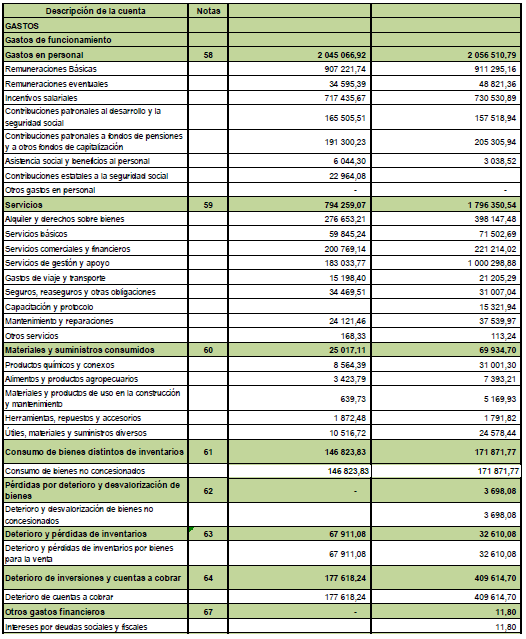 Descripción de la cuenta Notas
GASTOS
Gastos de funcionamiento
Gastos en personal 58 2 045 066,92 2 056 510,79
Remuneraciones Básicas 907 221,74 911 295,16
Remuneraciones eventuales 34 595,39 48 821,36
Incentivos salariales 717 435,67 730 530,89
Contribuciones patronales al desarrollo y la
seguridad social 165 505,51 157 518,94
Contribuciones patronales a fondos de pensiones
y a otros fondos de capitalización 191 300,23 205 305,94
Asistencia social y beneficios al personal 6 044,30 3 038,52
Contribuciones estatales a la seguridad social 22 964,08
Otros gastos en personal - -
Servicios 59 794 259,07 1 796 350,54
Alquiler y derechos sobre bienes 276 653,21 398 147,48
Servicios básicos 59 845,24 71 502,69
Servicios comerciales y financieros 200 769,14 221 214,02
Servicios de gestión y apoyo 183 033,77 1 000 298,88
Gastos de viaje y transporte 15 198,40 21 205,29
Seguros, reaseguros y otras obligaciones 34 469,51 31 007,04
Capacitación y protocolo 15 321,94
Mantenimiento y reparaciones 24 121,46 37 539,97
Otros servicios 168,33 113,24
Materiales y suministros consumidos 60 25 017,11 69 934,70
Productos químicos y conexos 8 564,39 31 001,30
Alimentos y productos agropecuarios 3 423,79 7 393,21
Materiales y productos de uso en la construcción
y mantenimiento 639,73 5 169,93
Herramientas, repuestos y accesorios 1 872,48 1 791,82
Útiles, materiales y suministros diversos 10 516,72 24 578,44
Consumo de bienes distintos de inventarios 61 146 823,83 171 871,77
Consumo de bienes no concesionados 146 823,83 171 871,77
Pérdidas por deterioro y desvalorización de
bienes 62 - 3 698,08
Deterioro y desvalorización de bienes no
concesionados 3 698,08
Deterioro y pérdidas de inventarios 63 67 911,08 32 610,08
Deterioro y pérdidas de inventarios por bienes
para la venta 67 911,08 32 610,08
Deterioro de inversiones y cuentas a cobrar 64 177 618,24 409 614,70
Deterioro de cuentas a cobrar 177 618,24 409 614,70
Otros gastos financieros 67 - 11,80
Intereses por deudas sociales y fiscales 11,80